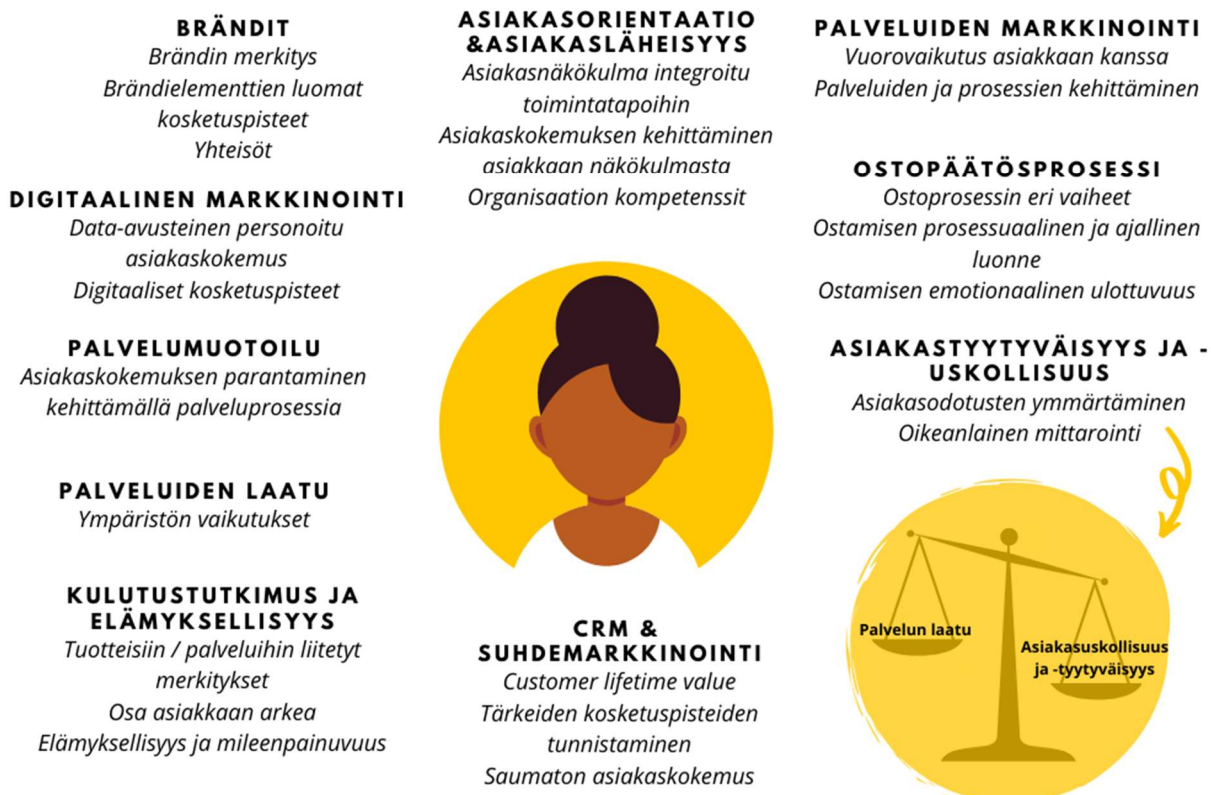 BRÄNDIT
Brändin merkitys
Brändielementtien luomat
kosketuspisteet
Yhteisöt
DIGITAALINEN MARKKINOINTI
Data-avusteinen personoitu
asiakaskokemus
Digitaaliset kosketuspisteet
PALVELUMUOTOILU
Asiakaskokemuksen parantaminen
kehittämällä palveluprosessia
PALVELUIDEN LAATU
Ympäristön vaikutukset
KULUTUSTUTKIMUS JA
ELÄMYKSELLISYYS
Tuotteisiin / palveluihin liitetyt
merkitykset
Osa asiakkaan arkea
Elämyksellisyys ja mileenpainuvuus
ASIAKASORIENTAATIO
&ASIAKASLÄHEISYYS
Asiakasnäkökulma integroitu
toimintatapoihin
Asiakaskokemuksen kehittäminen
asiakkaan näkökulmasta
Organisaation kompetenssit
CRM &
SUHDEMARKKINOINTI
Customer lifetime value
Tärkeiden kosketuspisteiden
tunnistaminen
Saumaton asiakaskokemus
PALVELUIDEN MARKKINOINTI
Vuorovaikutus asiakkaan kanssa
Palveluiden ja prosessien kehittäminen
OSTOPÄÄTÖSPROSESSI
Ostoprosessin eri vaiheet
Ostamisen prosessuaalinen ja ajallinen
luonne
Ostamisen emotionaalinen ulottuvuus
ASIAKASTYYTYVÄISYYS JA -
USKOLLISUUS
Asiakasodotusten ymmärtäminen
Oikeanlainen mittarointi
Palvelun laatu
Asiakasuskollisuus
ja -tyytyväisyys